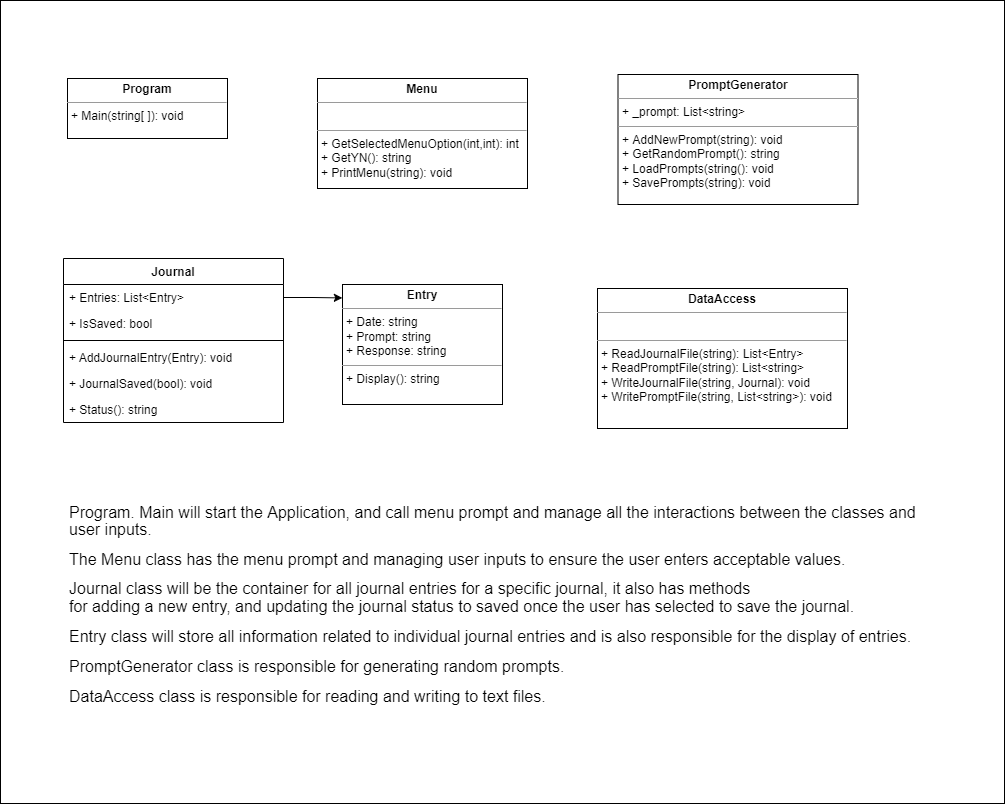 Program
+ Main(string[ ]): void
Menu
+ GetSelectedMenuOption(int,int): int
+ GetYN(): string
+ PrintMenu(string): void
PromptGenerator
+ _prompt: List<string>
+ AddNewPrompt(string): void
+ GetRandomPrompt(): string
+ LoadPrompts(string(): void
+ SavePrompts(string): void
Journal
+ Entries: List<Entry>
+ IsSaved: bool
+ AddJournalEntry(Entry): void
+ JournalSaved(bool): void
+ Status(): string
Entry
+ Date: string
+ Prompt: string
+ Response: string
+ Display(): string
DataAccess
+ ReadJournalFile(string): List<Entry>
+ ReadPromptFile(string): List<string>
+ WriteJournalFile(string, Journal): void
+ WritePromptFile(string, List<string>): void
Program. Main will start the Application, and call menu prompt and manage all the interactions between the classes and
user inputs.
The Menu class has the menu prompt and managing user inputs to ensure the user enters acceptable values.
Journal class will be the container for all journal entries for a specific journal, it also has methods
for adding a new entry, and updating the journal status to saved once the user has selected to save the journal.
Entry class will store all information related to individual journal entries and is also responsible for the display of entries.
PromptGenerator class is responsible for generating random prompts.
DataAccess class is responsible for reading and writing to text files.